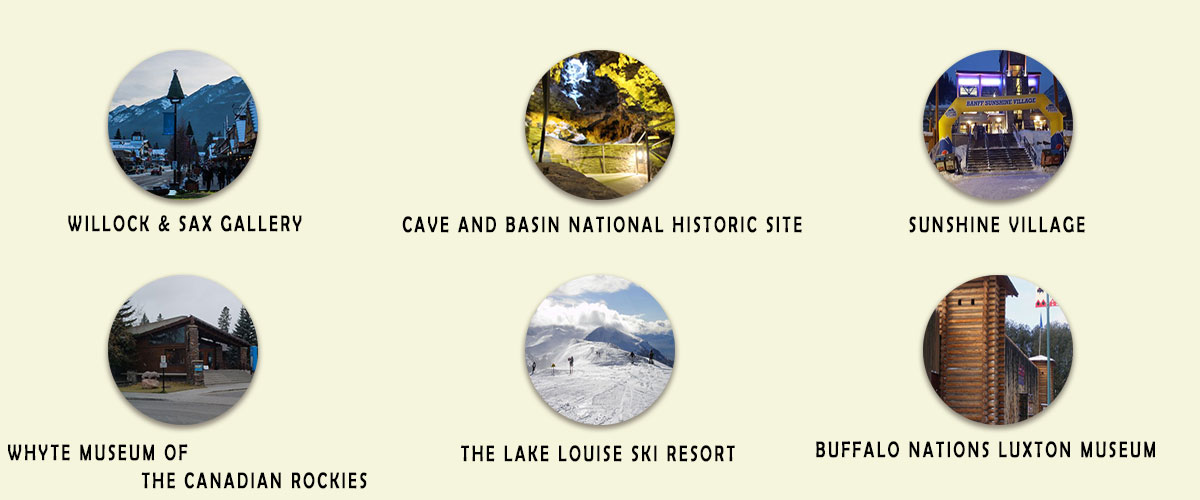 BANFF SUNSHINE VILLAGE
WILLOCK & SAX GALLERY
CAVE AND BASIN NATIONAL HISTORIC SITE
SUNSHINE VILLAGE
WHYTE MUSEUM OF
THE CANADIAN ROCKIES
THE LAKE LOUISE SKI RESORT
BUFFALO NATIONS LUXTON MUSEUM